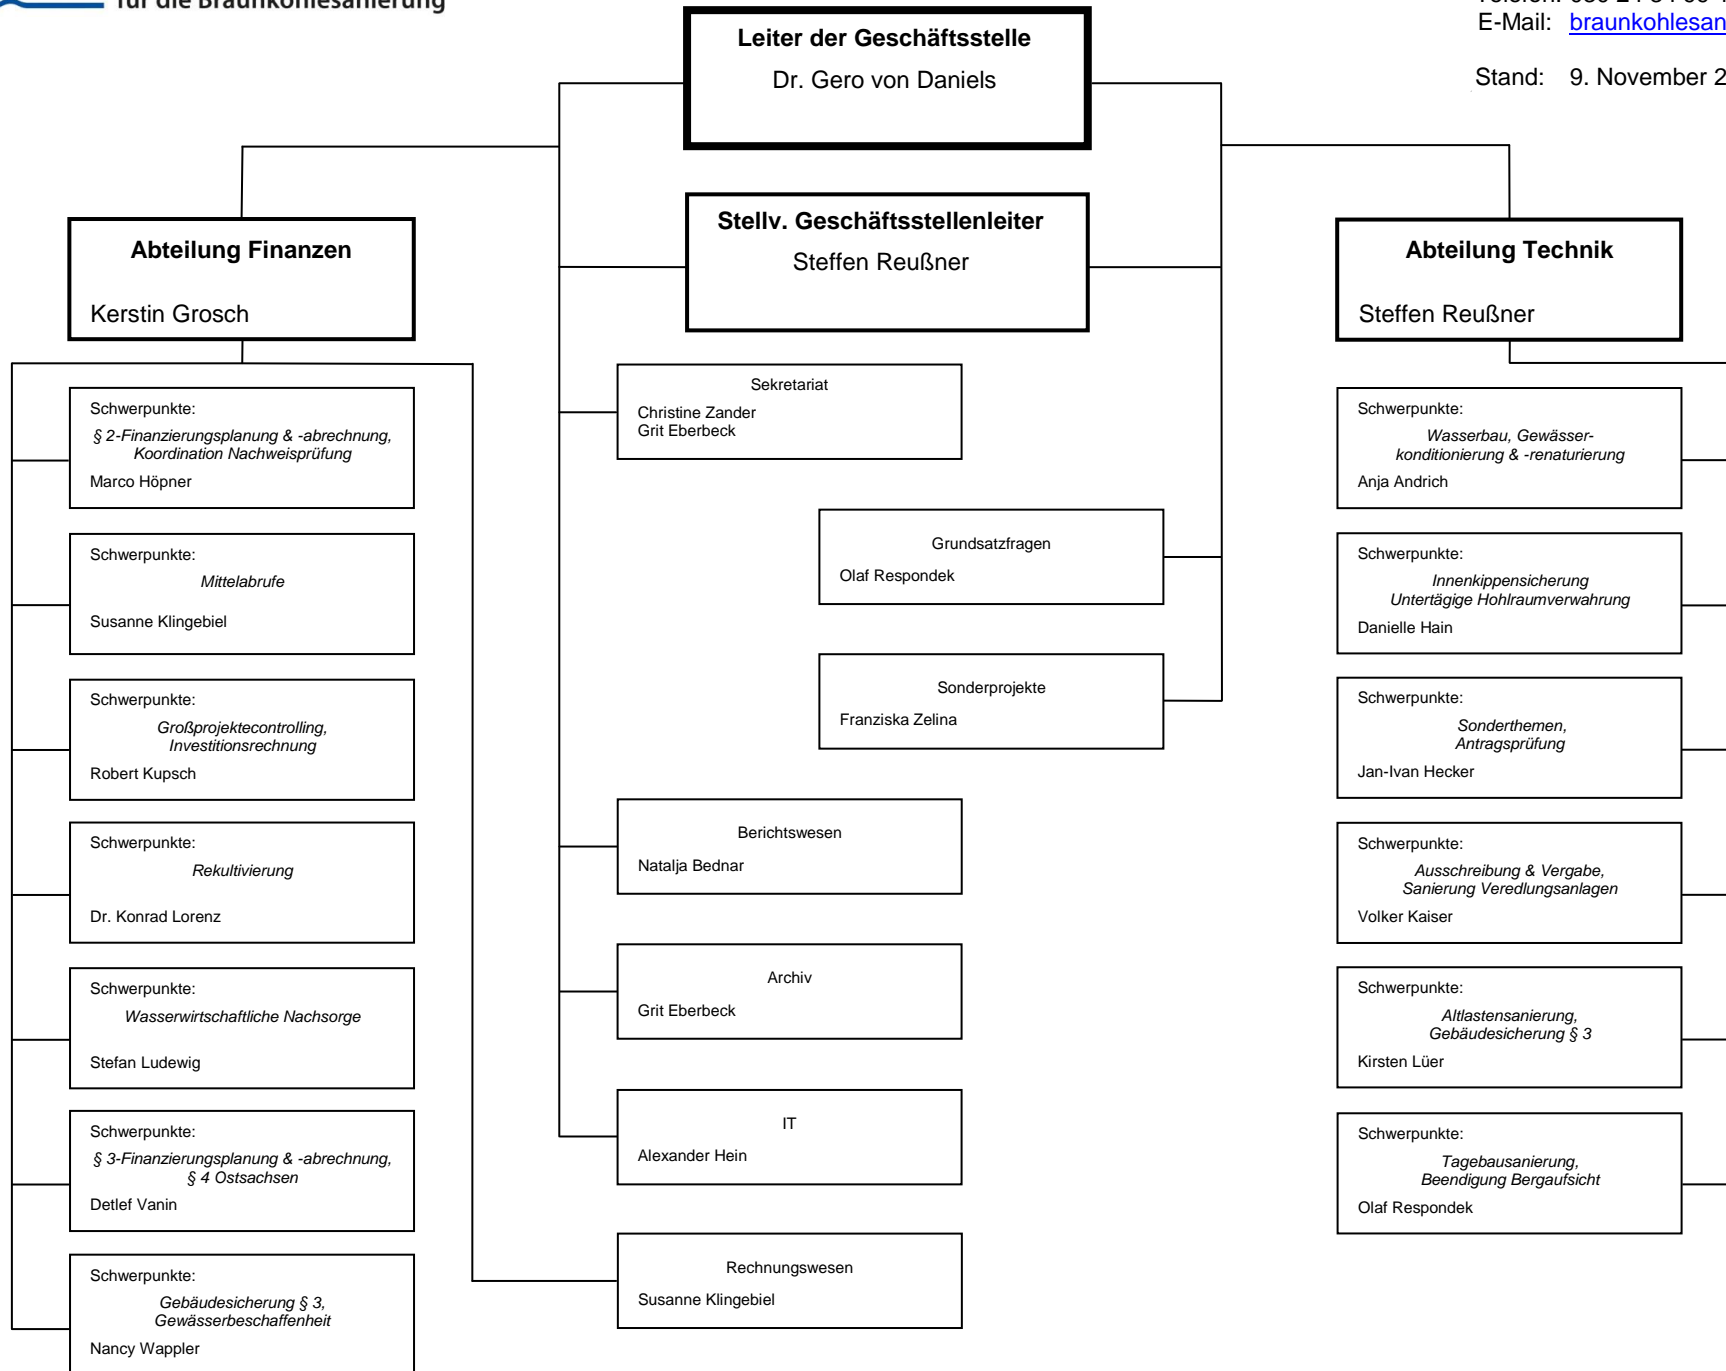 für die Braunkohlesanierung
E-Mail: braunkohlesan
Stand: 9. November 2
Leiter der Geschäftsstelle
Dr. Gero von Daniels
Stellv. Geschäftsstellenleiter
Steffen Reußner
Abteilung Finanzen
Kerstin Grosch
Schwerpunkte:
§ 2-Finanzierungsplanung & -abrechnung,
Koordination Nachweisprüfung
Marco Höpner
Schwerpunkte:
Mittelabrufe
Susanne Klingebiel
Schwerpunkte:
Großprojektecontrolling,
Investitionsrechnung
Robert Kupsch
Schwerpunkte:
Rekultivierung
Dr. Konrad Lorenz
Schwerpunkte:
Wasserwirtschaftliche Nachsorge
Stefan Ludewig
Schwerpunkte:
§ 3-Finanzierungsplanung & -abrechnung,
§ 4 Ostsachsen
Detlef Vanin
Schwerpunkte:
Gebäudesicherung § 3,
Gewässerbeschaffenheit
Nancy Wappler
Sekretariat
Christine Zander
Grit Eberbeck
Grundsatzfragen
Olaf Respondek
Sonderprojekte
Franziska Zelina
Berichtswesen
Natalja Bednar
Archiv
Grit Eberbeck
IT
Alexander Hein
Rechnungswesen
Susanne Klingebiel
Abteilung Technik
Steffen Reußner
Schwerpunkte:
Wasserbau, Gewässer-
konditionierung & -renaturierung
Anja Andrich
Schwerpunkte:
Innenkippensicherung
Untertägige Hohlraumverwahrung
Danielle Hain
Schwerpunkte:
Sonderthemen,
Antragsprüfung
Jan-Ivan Hecker
Schwerpunkte:
Ausschreibung & Vergabe,
Sanierung Veredlungsanlagen
Volker Kaiser
Schwerpunkte:
Altlastensanierung,
Gebäudesicherung § 3
Kirsten Lüer
Schwerpunkte:
Tagebausanierung,
Beendigung Bergaufsicht
Olaf Respondek